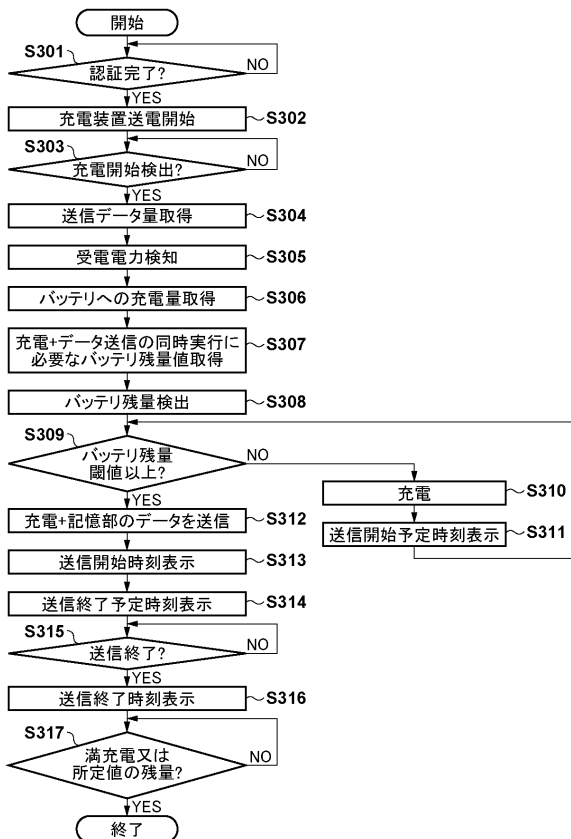 開始
S301
認証完了?
NO
YES
充電装置送電開始
S302
S303
充電開始検出?
NO
YES
送信データ量取得
S304
受電電力検知
S305
バッテリへの充電量取得
S306
充電+データ送信の同時実行に
必要なバッテリ残量値取得
S307
バッテリ残量検出
S308
S309
バッテリ残量
閾値以上?
NO
YES
充電
S310
送信開始予定時刻表示
S311
充電+記憶部のデータを送信
S312
送信開始時刻表示
S313
送信終了予定時刻表示
S314
S315
送信終了?
NO
YES
送信終了時刻表示
S316
S317
満充電又は
所定値の残量?
NO
YES
終了